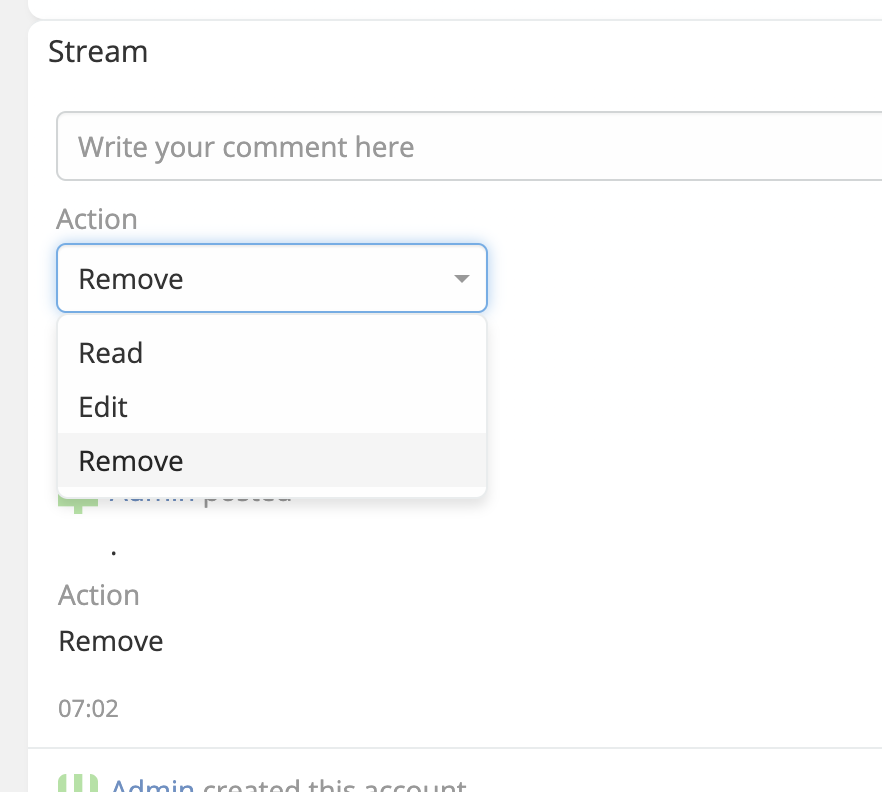 Stream
Write your comment here
Action
Remove
Read
Edit
Remove
Admin posted
.
Action
Remove
07:02
Admin created this account